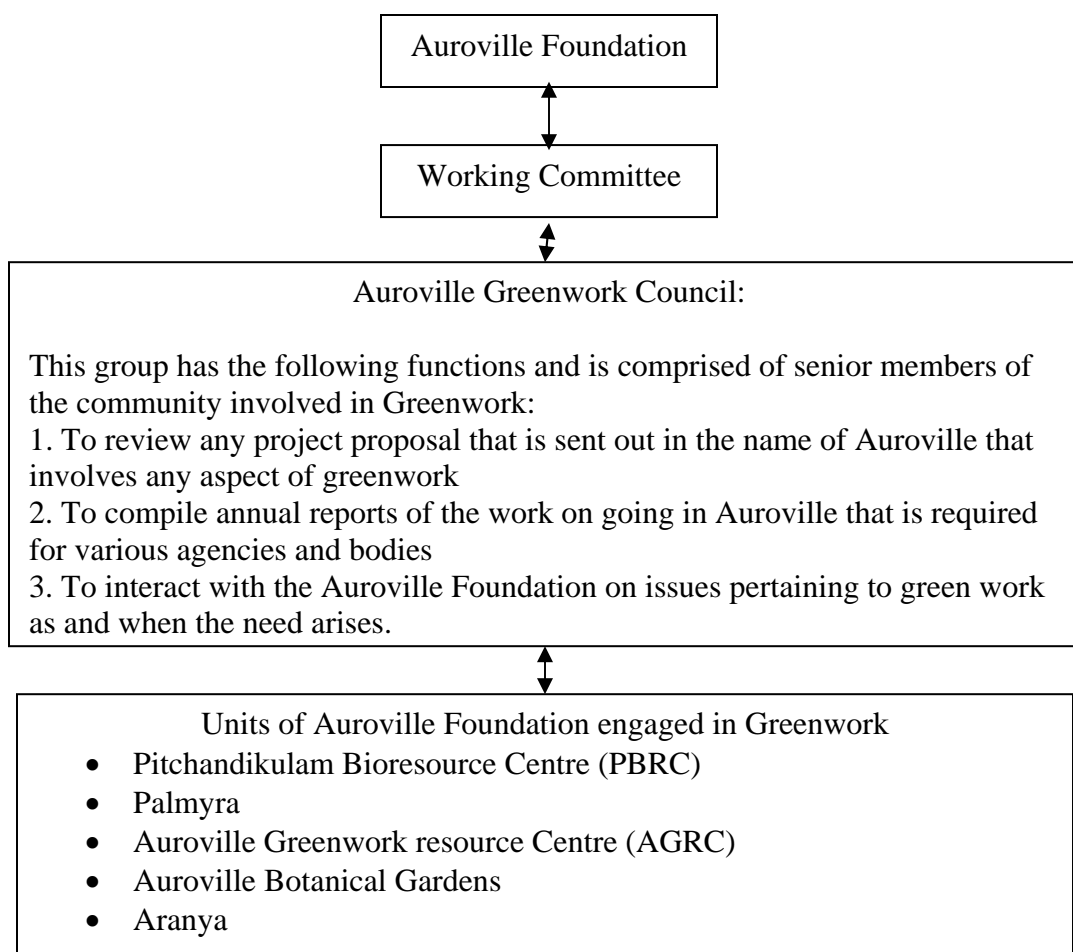 Auroville Foundation
Working Committee
Auroville Greenwork Council:
This group has the following functions and is comprised of senior members of
the community involved in Greenwork:
1. To review any project proposal that is sent out in the name of Auroville that
involves any aspect of greenwork
2. To compile annual reports of the work on going in Auroville that is required
for various agencies and bodies
3. To interact with the Auroville Foundation on issues pertaining to green work
as and when the need arises.
Units of Auroville Foundation engaged in Greenwork
• Pitchandikulam Bioresource Centre (PBRC)
• Palmyra
• Auroville Greenwork resource Centre (AGRC)
• Auroville Botanical Gardens
• Aranya